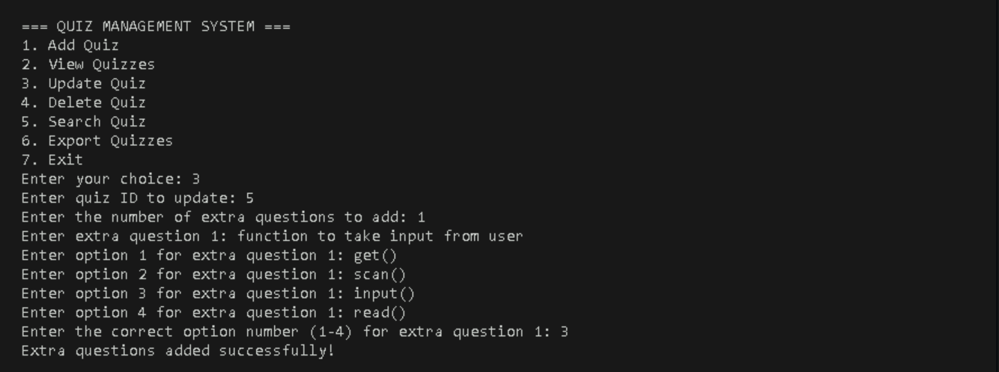 === QUIZ MANAGEMENT SYSTEM ===
1. Add Quiz
2. View Quizzes
3. Update Quiz
4. Delete Quiz
5. Search Quiz
6. Export Quizzes
7. Exit
Enter your choice: 3
Enter quiz ID to update: 5
Enter the number of extra questions to add: 1
Enter extra question 1: function to take input from user
Enter option 1 for extra question 1: get()
Enter option 2 for extra question 1: scan()
Enter option 3 for extra question 1: input()
Enter option 4 for extra question 1: read()
Enter the correct option number (1-4) for extra question 1: 3
Extra questions added successfully!